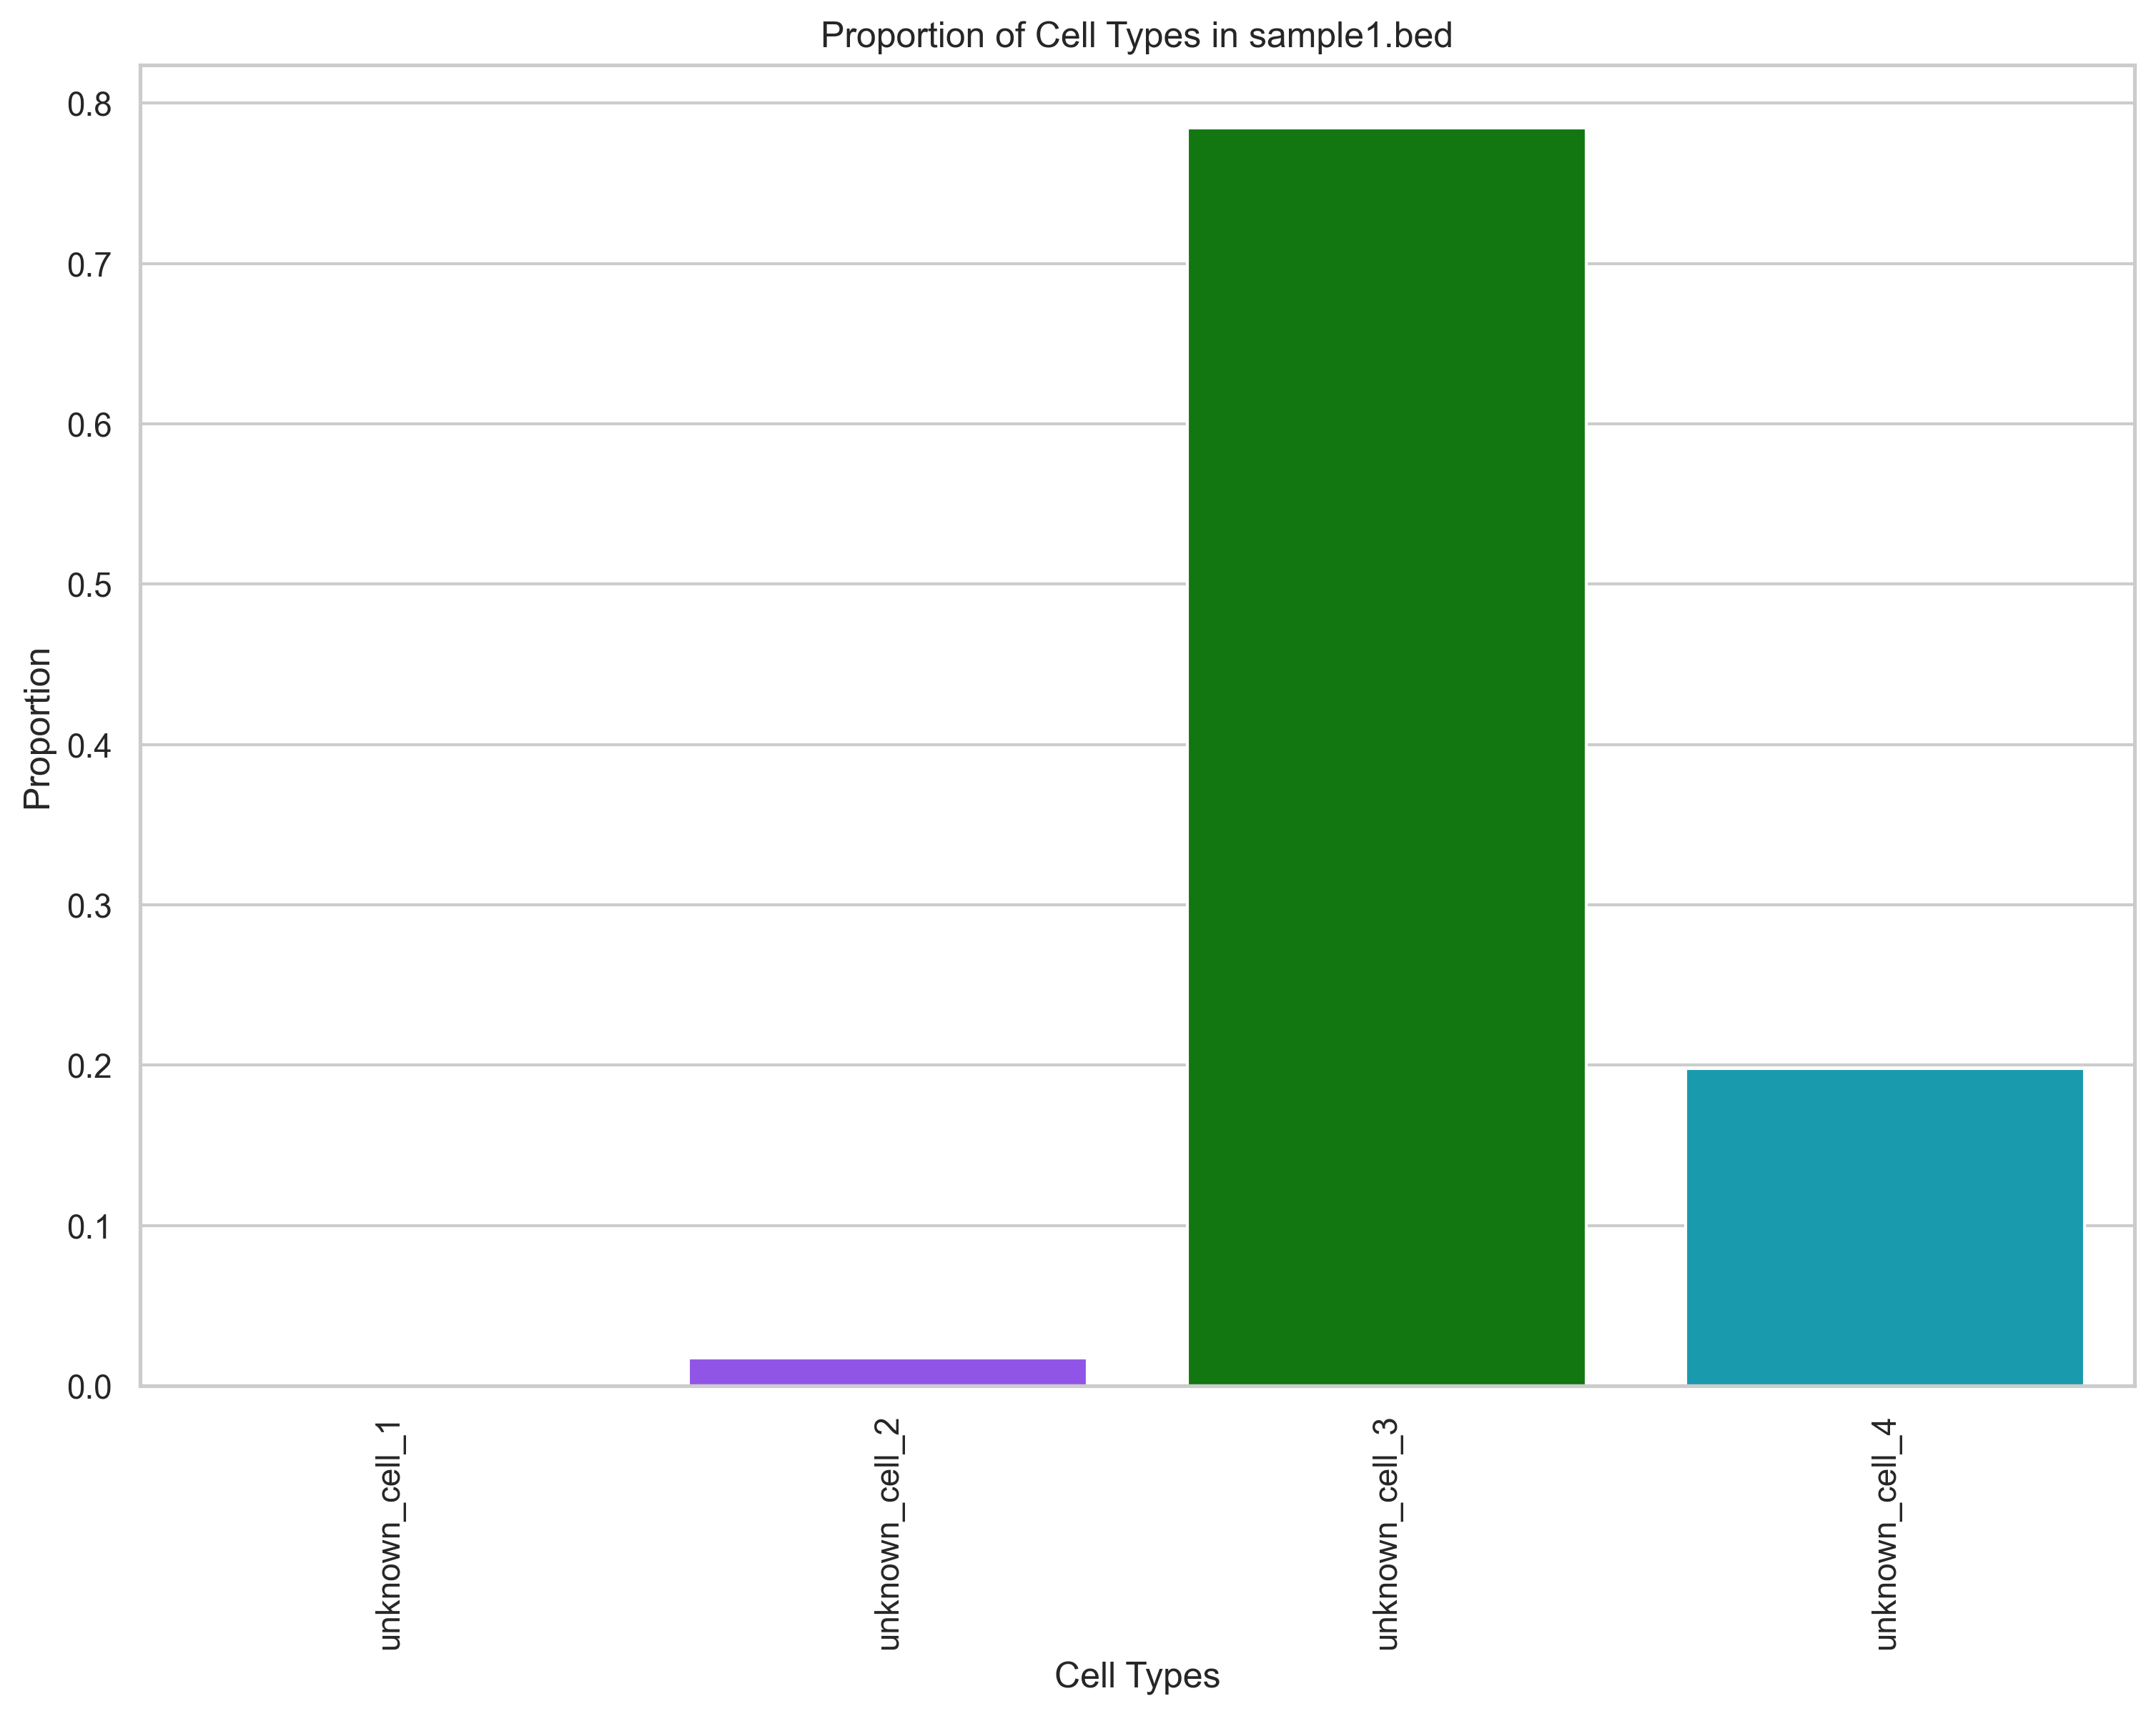 Proportion of Cell Types in sample1.bed
0.8
0.7
0.6
0.5
0.4
0.3
0.2
0.1
0.0
Proportion
unknown_cell_1
unknown_cell_2
unknown_cell_3
unknown_cell_4
Cell Types